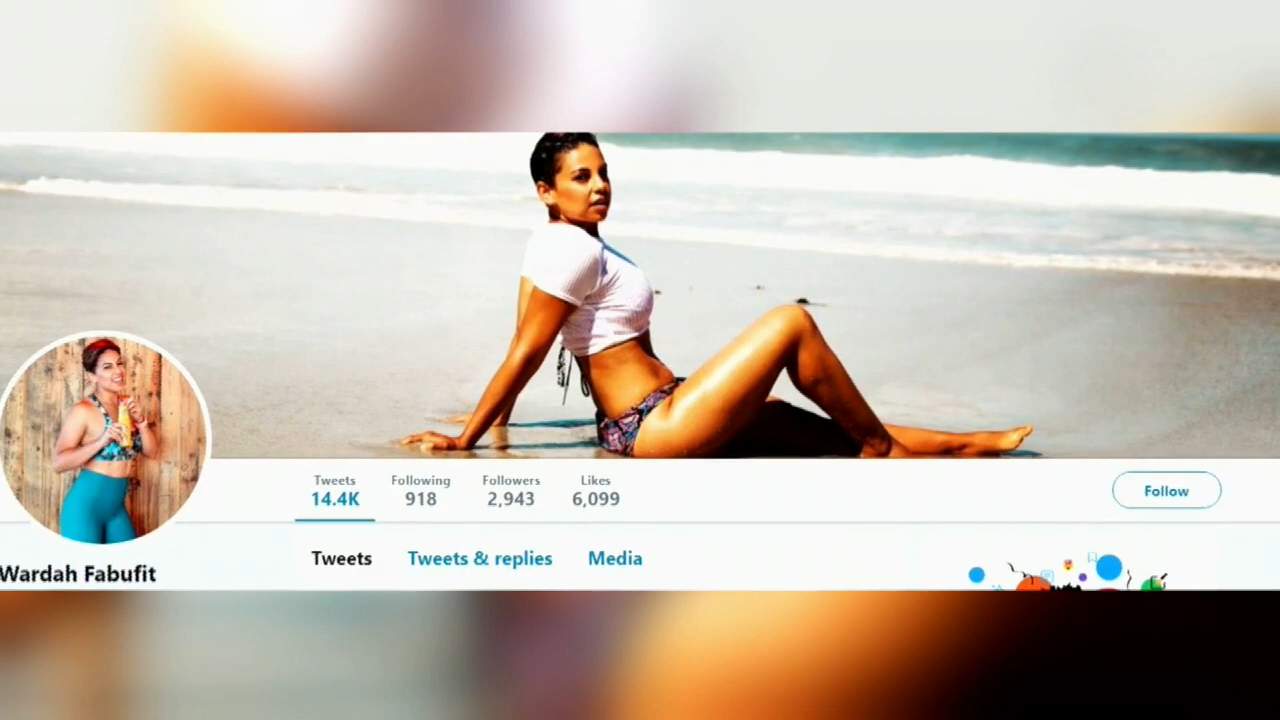 Tweets Following Followers Likes
14.4K 918 2,943 6,099
Follow
Tweets Tweets & replies Media
Wardah Fabufit